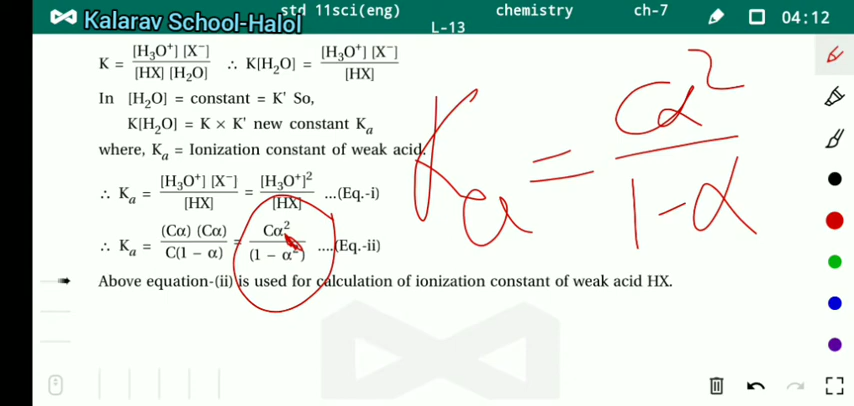 std 11sci(eng) chemistry ch-7 04:12
Kalarav School-Halol L-13
K = [H₃O⁺] [X⁻] / [HX] [H₂O] ∴ K[H₂O] = [H₃O⁺] [X⁻] / [HX]
In [H₂O] = constant = K' So,
K[H₂O] = K × K' new constant Kₐ
where, Kₐ = Ionization constant of weak acid.
∴ Kₐ = [H₃O⁺] [X⁻] / [HX] = [H₃O⁺]² / [HX] ...(Eq.-i)
∴ Kₐ = (Cα) (Cα) / C(1 − α) = Cα² / (1 − α²) ....(Eq.-ii)
Above equation-(ii) is used for calculation of ionization constant of weak acid HX.
Kₐ = cα² / 1-α